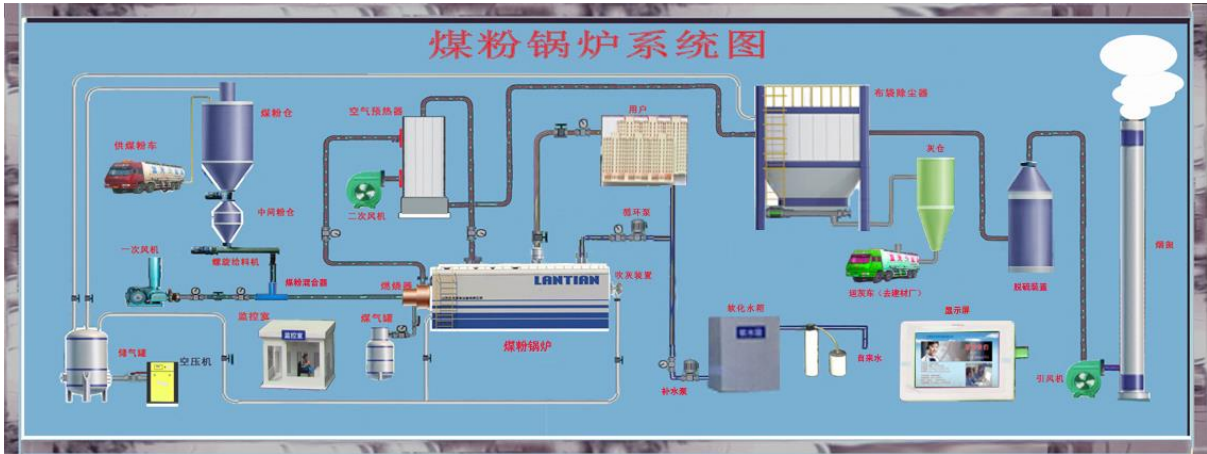 煤粉锅炉系统图
煤粉仓
供煤粉车
中间粉仓
螺旋给料机
一次风机
煤粉混合器
空气预热器
二次风机
燃烧器
煤气罐
监控室
监控室
储气罐
空压机
LANTIAN
煤粉锅炉
用户
循环泵
吹灰装置
软化水箱
补水泵
自来水
布袋除尘器
灰仓
运灰车（去建材厂）
脱硫装置
显示屏
引风机
烟囱